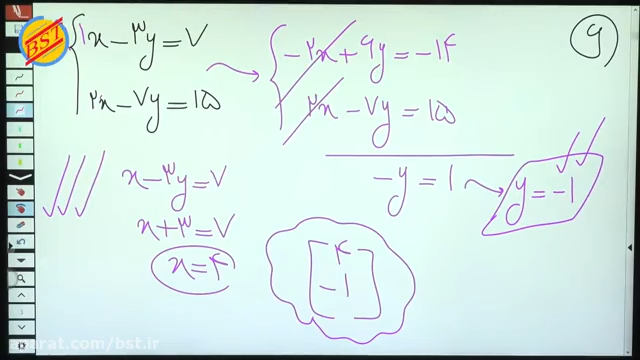 BST
۱x − ۳y = ۷
۲x − ۷y = ۱۵
−۲x + ۶y = −۱۴
۲x − ۷y = ۱۵
−y = ۱
y = −۱
x − ۳y = ۷
x + ۳ = ۷
x = ۴
۴
−۱
aparat.com/bst.ir